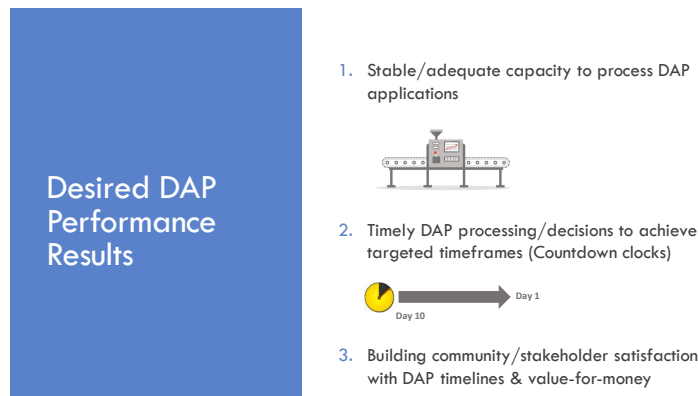 Desired DAP
Performance
Results
1. Stable/adequate capacity to process DAP
applications
2. Timely DAP processing/decisions to achieve
targeted timeframes (Countdown clocks)
Day 1
Day 10
3. Building community/stakeholder satisfaction
with DAP timelines & value-for-money